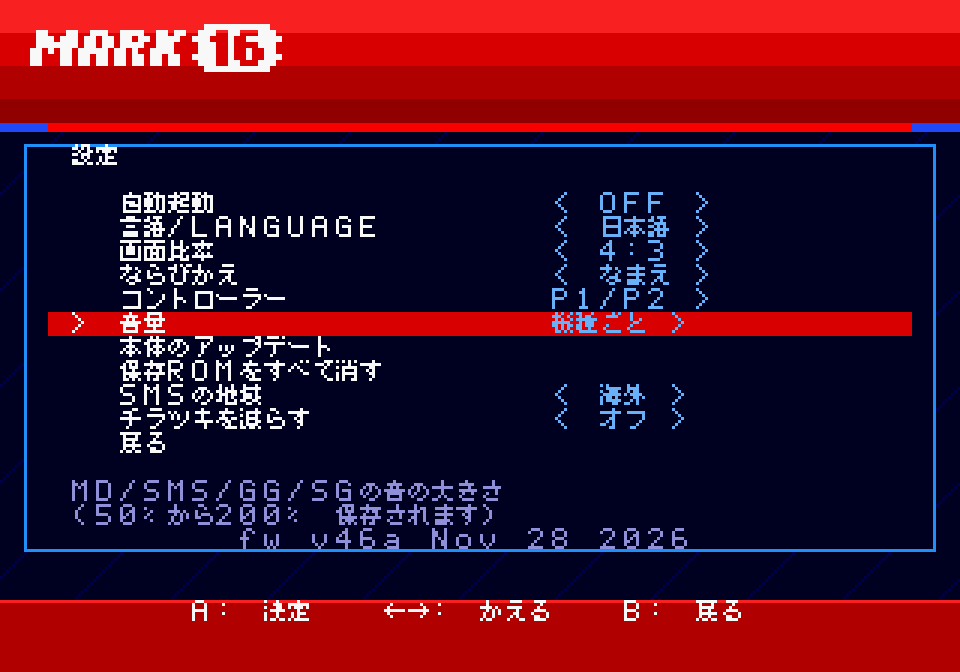 MARK 16
設定
自動起動 < OFF >
言語/LANGUAGE < 日本語 >
画面比率 < 4:3 >
ならびかえ < なまえ >
コントローラー P1/P2 >
> 音量 機種ごと >
本体のアップデート
保存ROMをすべて消す
SMSの地域 < 海外 >
チラツキを減らす < オフ >
戻る
MD/SMS/GG/SGの音の大きさ
(50%から200% 保存されます)
fw v46a Nov 28 2026
A: 決定 ←→: かえる B: 戻る